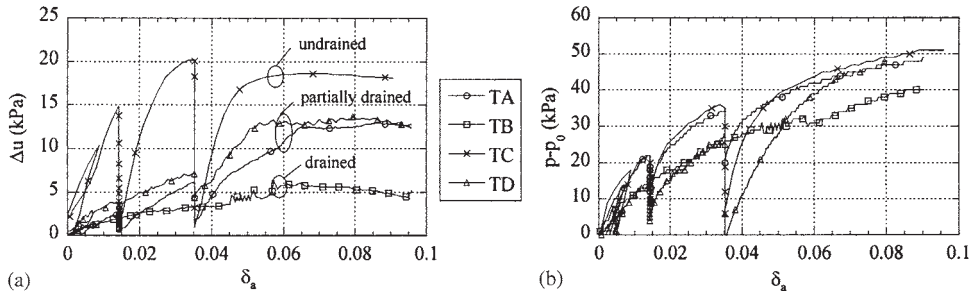 25
20
15
10
5
0
Δu (kPa)
undrained
partially drained
drained
0
0.02
0.04
0.06
0.08
0.1
δa
(a)
TA
TB
TC
TD
60
50
40
30
20
10
0
p-p0 (kPa)
0
0.02
0.04
0.06
0.08
0.1
δa
(b)